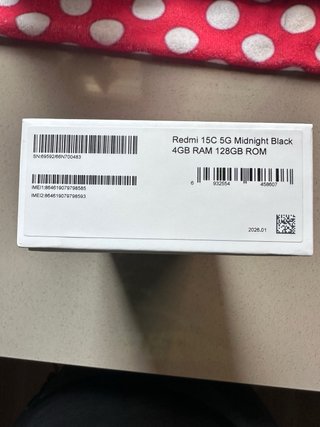 Redmi 15C 5G Midnight Black
4GB RAM 128GB ROM
SN:69592/86N700483
6 932554 458607
IMEI1:864619079798585
IMEI2:864619079798593
2026.01